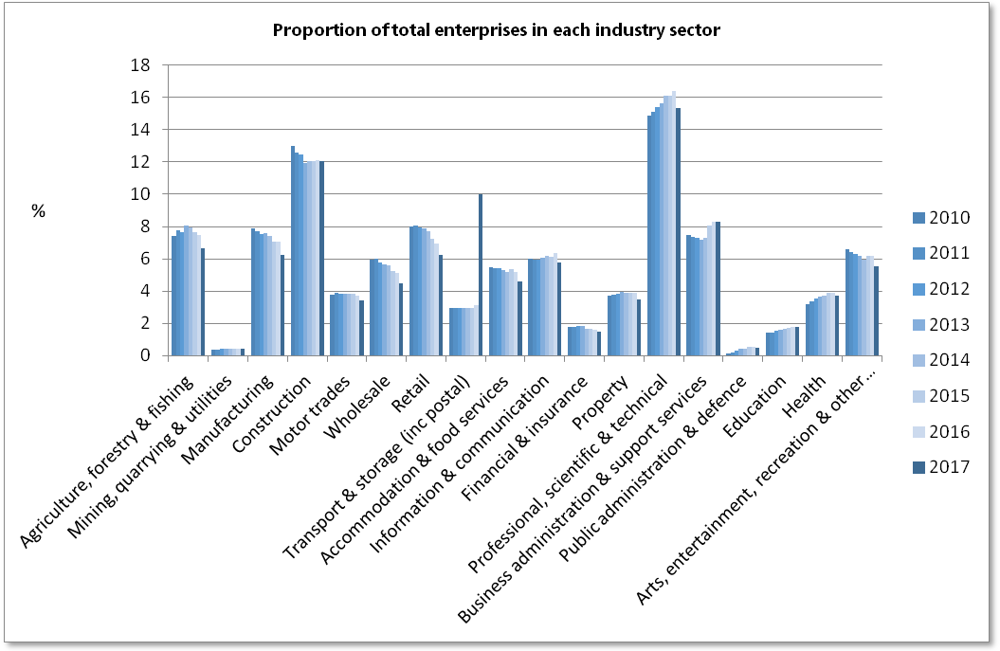 Proportion of total enterprises in each industry sector
18
16
14
12
10
8
6
4
2
0
%
Agriculture, forestry & fishing
Mining, quarrying & utilities
Manufacturing
Construction
Motor trades
Wholesale
Retail
Transport & storage (inc postal)
Accommodation & food services
Information & communication
Financial & insurance
Property
Professional, scientific & technical
Business administration & support services
Public administration & defence
Education
Health
Arts, entertainment, recreation & other...
2010
2011
2012
2013
2014
2015
2016
2017